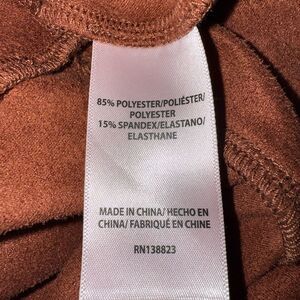 85% POLYESTER/POLIÉSTER/
POLYESTER
15% SPANDEX/ELASTANO/
ELASTHANE
MADE IN CHINA/ HECHO EN
CHINA/ FABRIQUÉ EN CHINE
RN138823